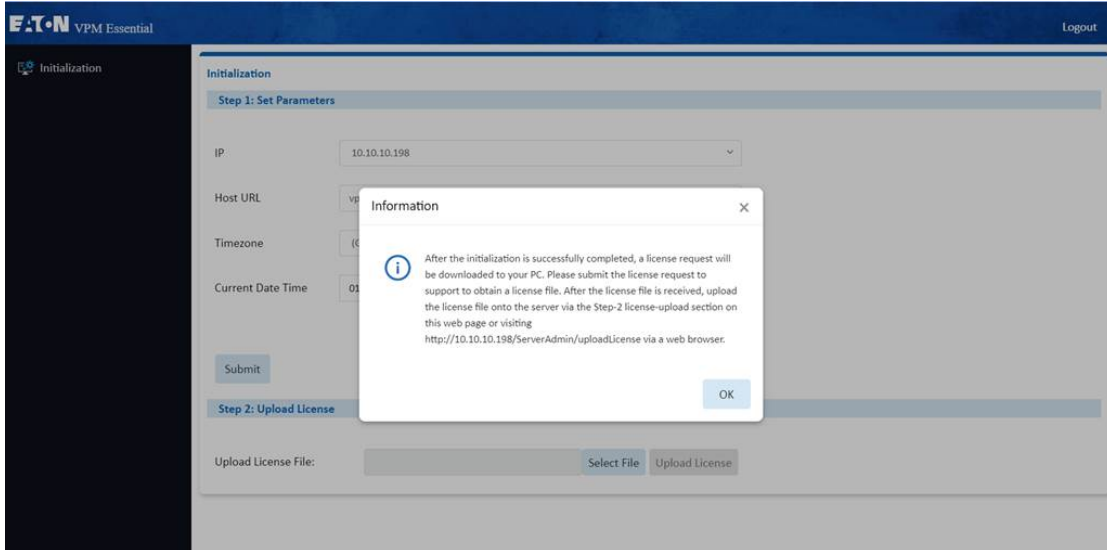 EATON VPM Essential
Logout
Initialization
Initialization
Step 1: Set Parameters
IP
10.10.10.198
Host URL
vp
Timezone
(G
Current Date Time
01
Information
After the initialization is successfully completed, a license request will
be downloaded to your PC. Please submit the license request to
support to obtain a license file. After the license file is received, upload
the license file onto the server via the Step-2 license-upload section on
this web page or visiting
http://10.10.10.198/ServerAdmin/uploadLicense via a web browser.
OK
Submit
Step 2: Upload License
Upload License File:
Select File
Upload License